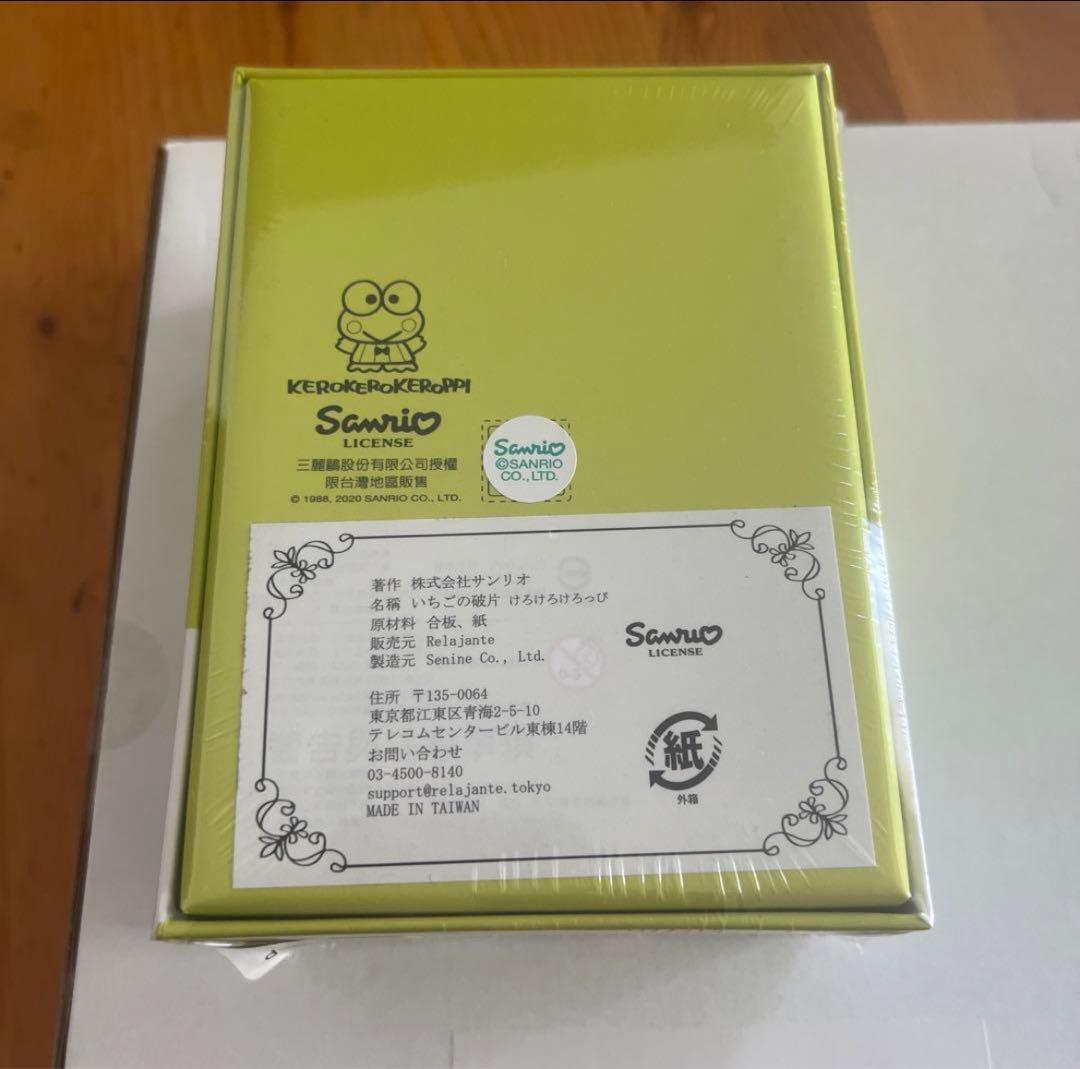 KEROKEROKEROPPI
Sanrio
LICENSE
三麗鷗股份有限公司授權
限台灣地區販售
© 1988, 2020 SANRIO CO., LTD.
Sanrio
©SANRIO
CO., LTD.
著作 株式会社サンリオ
名稱 いちごの破片 けろけろけろっぴ
原材料 合板、紙
販売元 Relajante
製造元 Senine Co., Ltd.
Sanrio
LICENSE
住所 〒135-0064
東京都江東区青海2-5-10
テレコムセンタービル東棟14階
お問い合わせ
03-4500-8140
support@relajante.tokyo
MADE IN TAIWAN
紙
外箱